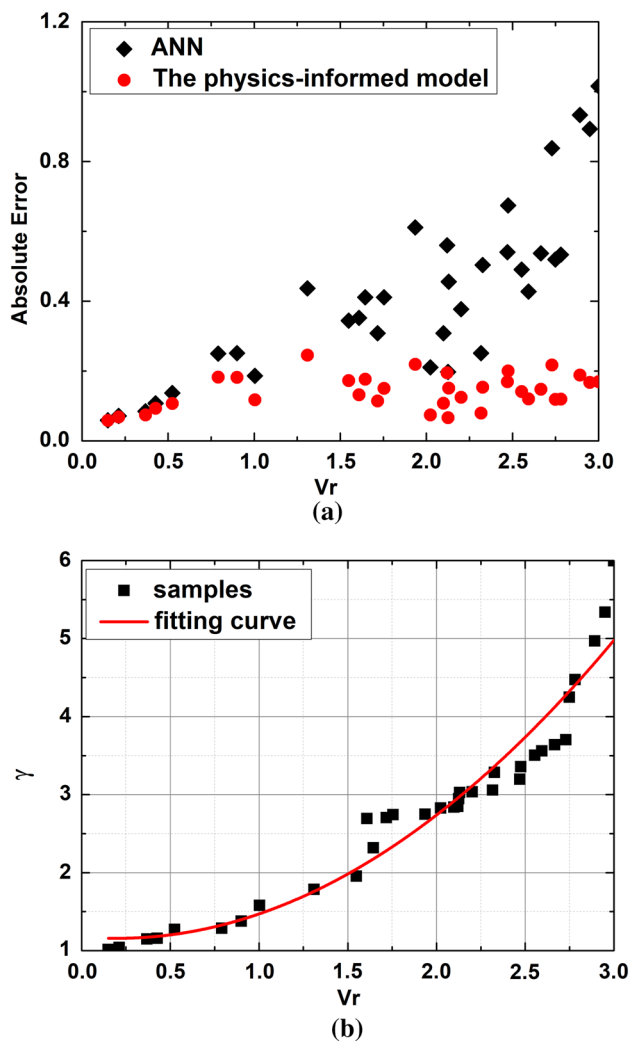 1.2
ANN
The physics-informed model
0.8
Absolute Error
0.4
0.0
0.0 0.5 1.0 1.5 2.0 2.5 3.0
Vr
(a)
6
samples
fitting curve
5
4
γ
3
2
1
0.0 0.5 1.0 1.5 2.0 2.5 3.0
Vr
(b)